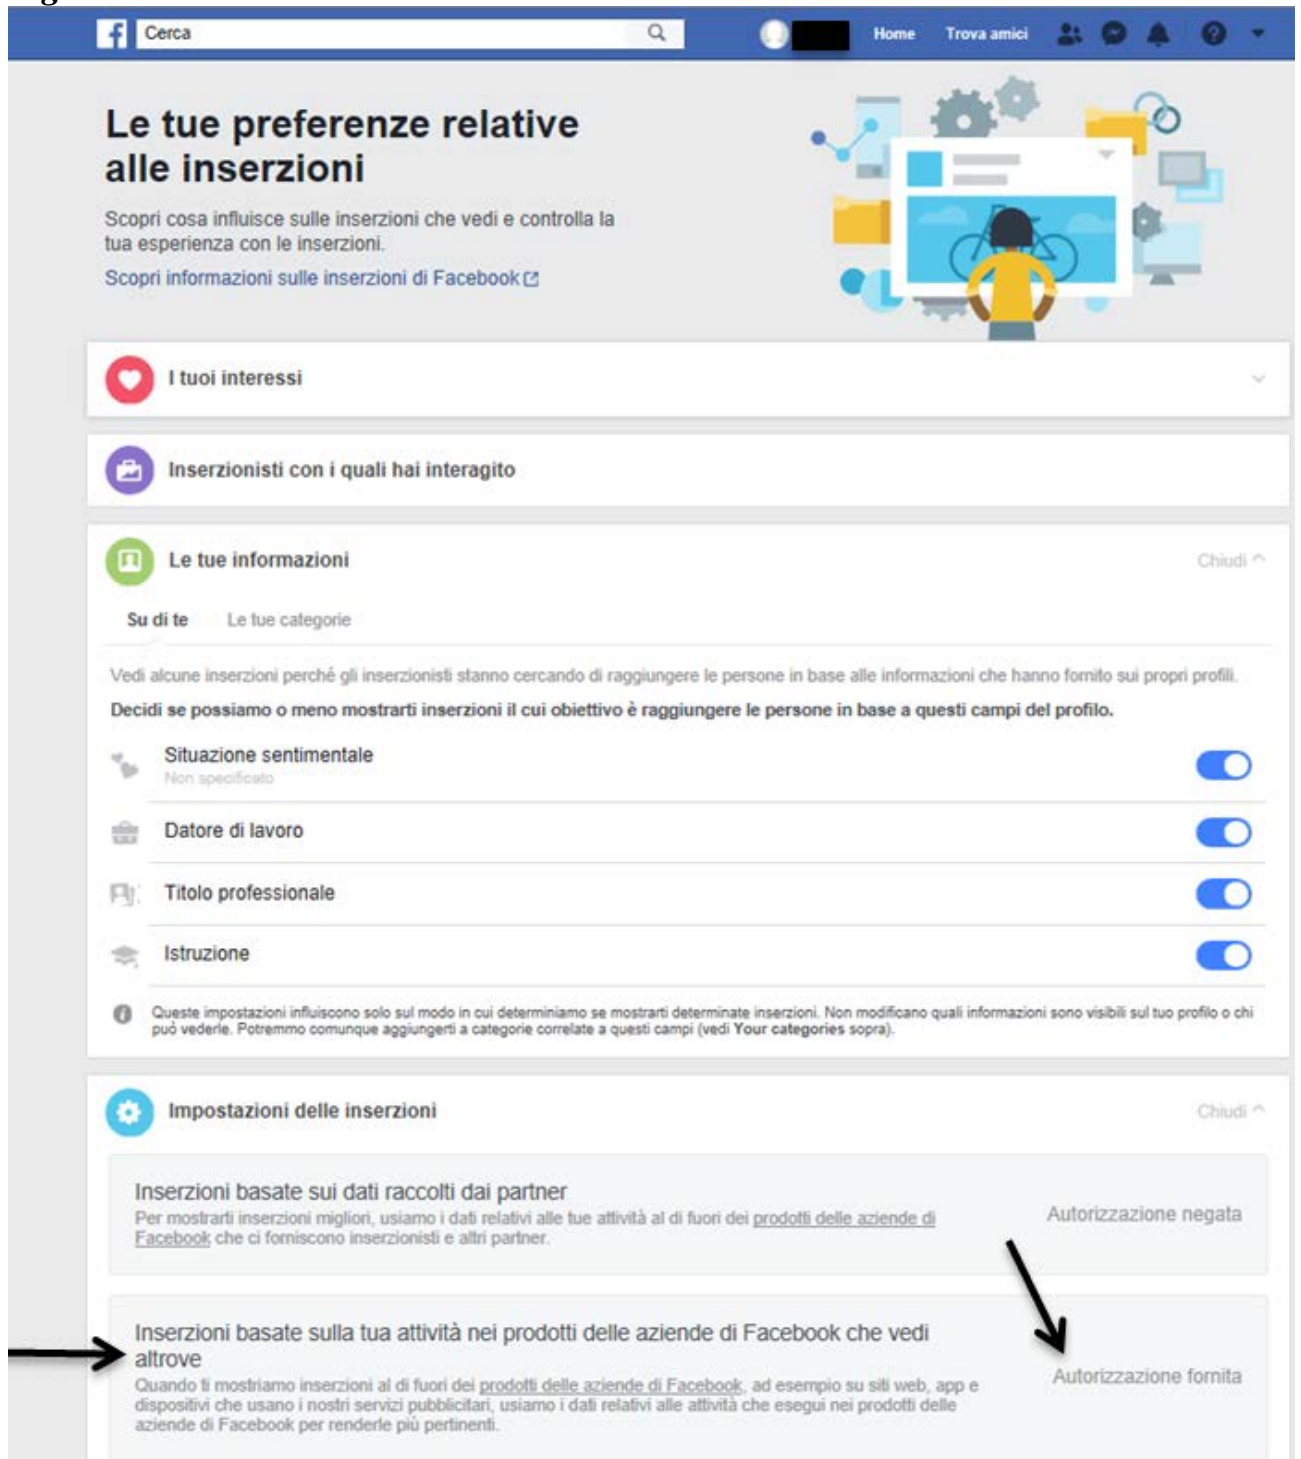 Cerca
Home Trova amici
Le tue preferenze relative
alle inserzioni
Scopri cosa influisce sulle inserzioni che vedi e controlla la
tua esperienza con le inserzioni.
Scopri informazioni sulle inserzioni di Facebook
I tuoi interessi
Inserzionisti con i quali hai interagito
Le tue informazioni
Chiudi
Su di te Le tue categorie
Vedi alcune inserzioni perché gli inserzionisti stanno cercando di raggiungere le persone in base alle informazioni che hanno fornito sui propri profili.
Decidi se possiamo o meno mostrarti inserzioni il cui obiettivo è raggiungere le persone in base a questi campi del profilo.
Situazione sentimentale
Non specificato
Datore di lavoro
Titolo professionale
Istruzione
Queste impostazioni influiscono solo sul modo in cui determiniamo se mostrarti determinate inserzioni. Non modificano quali informazioni sono visibili sul tuo profilo o chi
può vederle. Potremmo comunque aggiungerti a categorie correlate a questi campi (vedi Your categories sopra).
Impostazioni delle inserzioni
Chiudi
Inserzioni basate sui dati raccolti dai partner
Per mostrarti inserzioni migliori, usiamo i dati relativi alle tue attività al di fuori dei prodotti delle aziende di
Facebook che ci forniscono inserzionisti e altri partner.
Autorizzazione negata
Inserzioni basate sulla tua attività nei prodotti delle aziende di Facebook che vedi
altrove
Quando ti mostriamo inserzioni al di fuori dei prodotti delle aziende di Facebook, ad esempio su siti web, app e
dispositivi che usano i nostri servizi pubblicitari, usiamo i dati relativi alle attività che esegui nei prodotti delle
aziende di Facebook per renderle più pertinenti.
Autorizzazione fornita